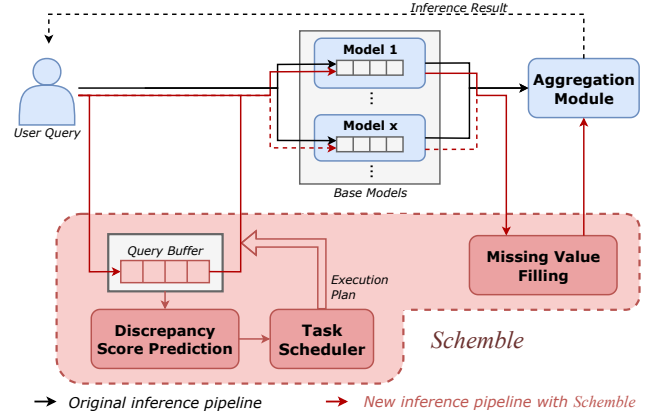 Inference Result
User Query
Model 1
...
Model x
...
Base Models
Aggregation
Module
Query Buffer
Execution
Plan
Missing Value
Filling
Discrepancy
Score Prediction
Task
Scheduler
Schemble
Original inference pipeline
New inference pipeline with Schemble